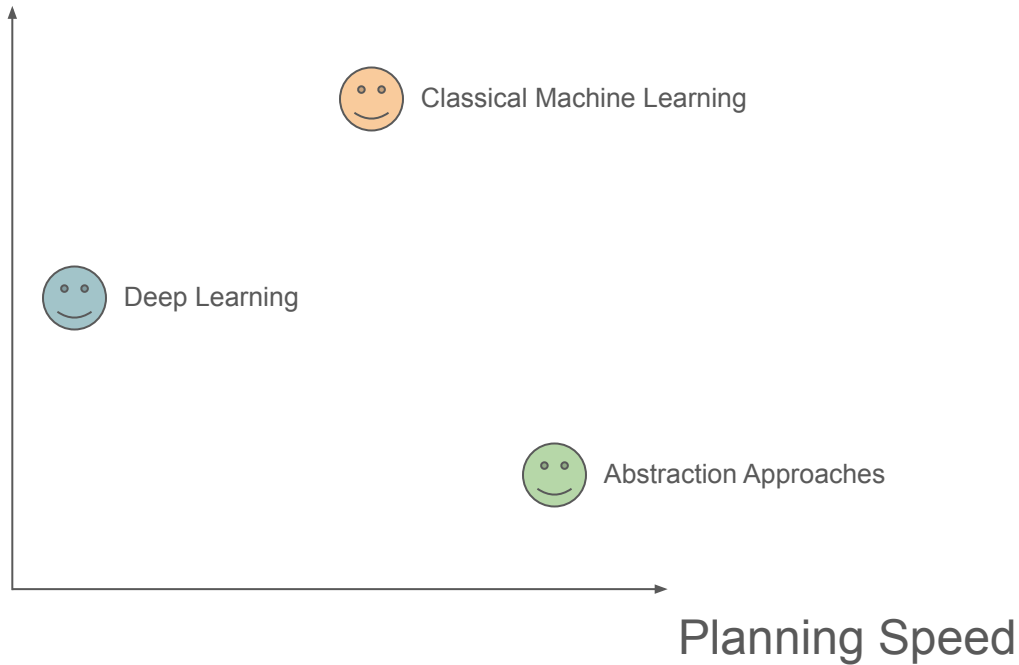 Classical Machine Learning
Deep Learning
Abstraction Approaches
Planning Speed